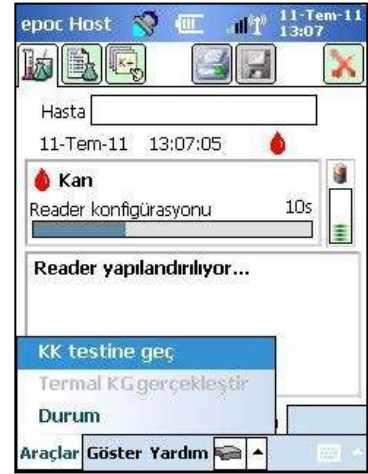 epoc Host 11-Tem-11
13:07
Hasta
11-Tem-11 13:07:05
Kan
Reader konfigürasyonu 10s
Reader yapılandırılıyor...
KK testine geç
Termal KG gerçekleştir
Durum
Araçlar Göster Yardım